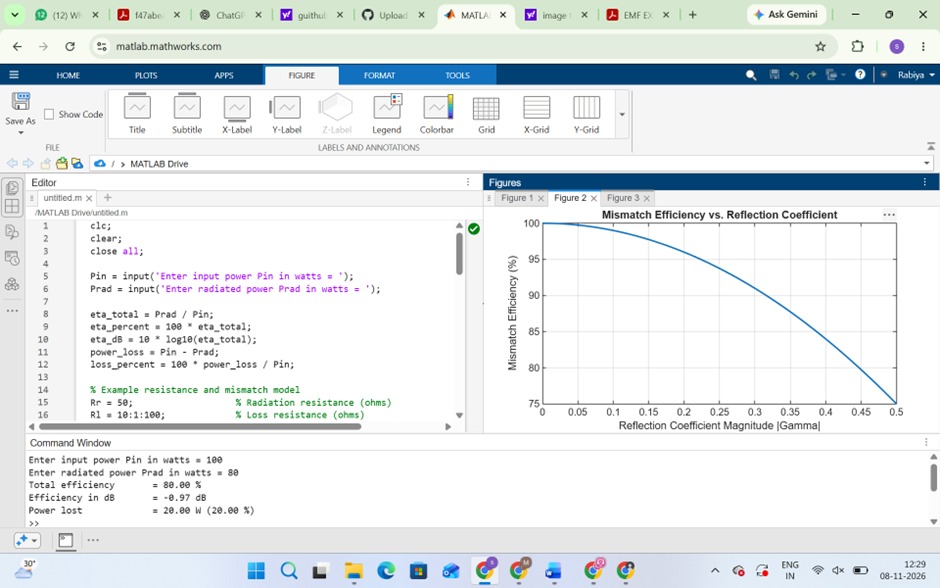 (12) W
f47abe
ChatG
guithub
Upload
MATLA
image
EMF E
Ask Gemini
matlab.mathworks.com
HOME PLOTS APPS FIGURE FORMAT TOOLS
Rabiya
Save As
Show Code
Title Subtitle X-Label Y-Label Z-Label Legend Colorbar Grid X-Grid Y-Grid
FILE
LABELS AND ANNOTATIONS
/ > MATLAB Drive
Editor
untitled.m
/MATLAB Drive/untitled.m
1 clc;
2 clear;
3 close all;
4
5 Pin = input('Enter input power Pin in watts = ');
6 Prad = input('Enter radiated power Prad in watts = ');
7
8 eta_total = Prad / Pin;
9 eta_percent = 100 * eta_total;
10 eta_dB = 10 * log10(eta_total);
11 power_loss = Pin - Prad;
12 loss_percent = 100 * power_loss / Pin;
13
14 % Example resistance and mismatch model
15 Rr = 50; % Radiation resistance (ohms)
16 Rl = 10:1:100; % Loss resistance (ohms)
Figures
Figure 1 Figure 2 Figure 3
Mismatch Efficiency vs. Reflection Coefficient
Mismatch Efficiency (%)
100
95
90
85
80
75
0 0.05 0.1 0.15 0.2 0.25 0.3 0.35 0.4 0.45 0.5
Reflection Coefficient Magnitude |Gamma|
Command Window
Enter input power Pin in watts = 100
Enter radiated power Prad in watts = 80
Total efficiency = 80.00 %
Efficiency in dB = -0.97 dB
Power lost = 20.00 W (20.00 %)
>>
30°
ENG
IN
12:29
08-11-2026